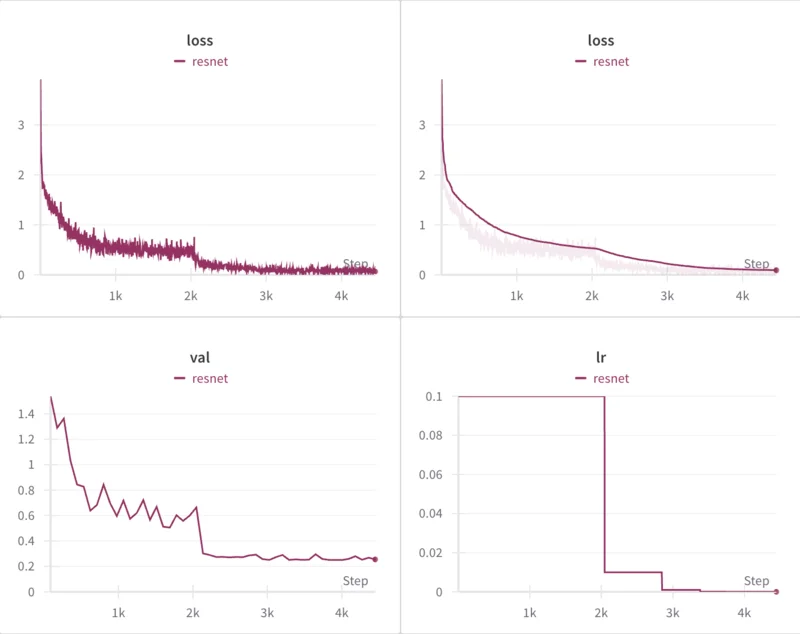 loss
resnet
3
2
1
0
Step
1k
2k
3k
4k
loss
resnet
3
2
1
0
Step
1k
2k
3k
4k
val
resnet
1.4
1.2
1
0.8
0.6
0.4
0.2
0
Step
1k
2k
3k
4k
lr
resnet
0.1
0.08
0.06
0.04
0.02
0
Step
1k
2k
3k
4k